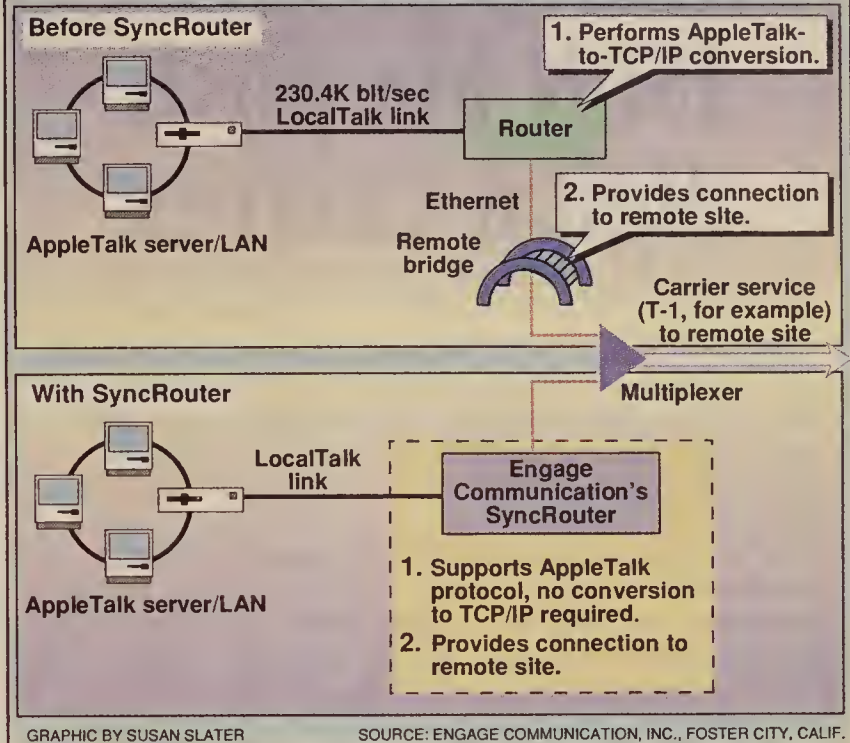 Before SyncRouter
1. Performs AppleTalk-
to-TCP/IP conversion.
230.4K bit/sec
LocalTalk link
Router
AppleTalk server/LAN
Ethernet
2. Provides connection
to remote site.
Remote
bridge
Carrier service
(T-1, for example)
to remote site
Multiplexer
With SyncRouter
LocalTalk
link
Engage
Communication's
SyncRouter
AppleTalk server/LAN
1. Supports AppleTalk
protocol, no conversion
to TCP/IP required.
2. Provides connection to
remote site.
GRAPHIC BY SUSAN SLATER
SOURCE: ENGAGE COMMUNICATION, INC., FOSTER CITY, CALIF.